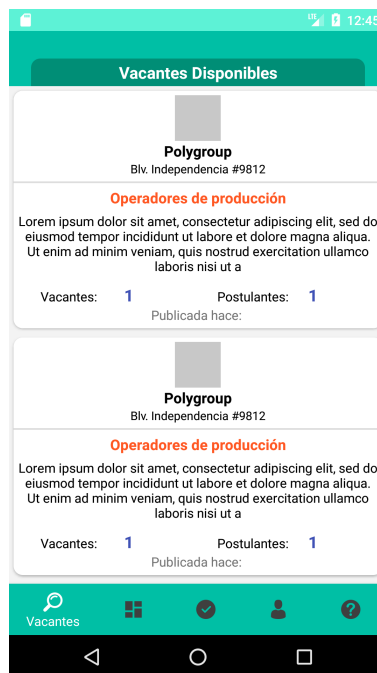 LTE 12:45
Vacantes Disponibles
Polygroup
Blv. Independencia #9812
Operadores de producción
Lorem ipsum dolor sit amet, consectetur adipiscing elit, sed do
eiusmod tempor incididunt ut labore et dolore magna aliqua.
Ut enim ad minim veniam, quis nostrud exercitation ullamco
laboris nisi ut a
Vacantes: 1 Postulantes: 1
Publicada hace:
Polygroup
Blv. Independencia #9812
Operadores de producción
Lorem ipsum dolor sit amet, consectetur adipiscing elit, sed do
eiusmod tempor incididunt ut labore et dolore magna aliqua.
Ut enim ad minim veniam, quis nostrud exercitation ullamco
laboris nisi ut a
Vacantes: 1 Postulantes: 1
Publicada hace:
Vacantes